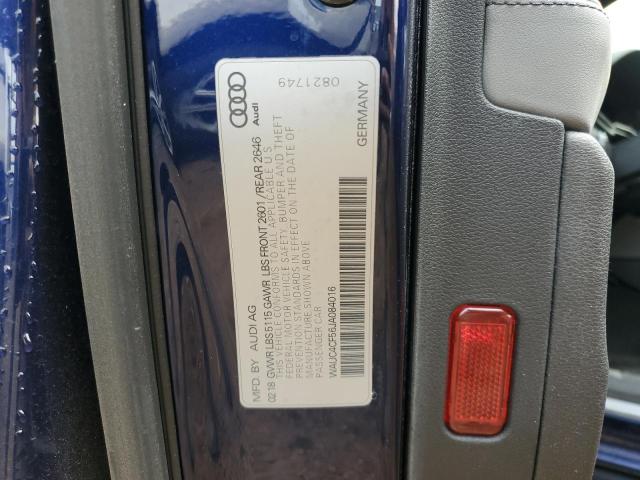 MFD. BY AUDI AG
02·18 GVWR LBS 5115 GAWR LBS FRONT 2601/REAR 2646
THIS VEHICLE CONFORMS TO ALL APPLICABLE U S
FEDERAL MOTOR VEHICLE SAFETY, BUMPER AND THEFT
PREVENTION STANDARDS IN EFFECT ON THE DATE OF
MANUFACTURE SHOWN ABOVE.
PASSENGER CAR
WAUC4CF56JA084016
GERMANY
Audi
0821749